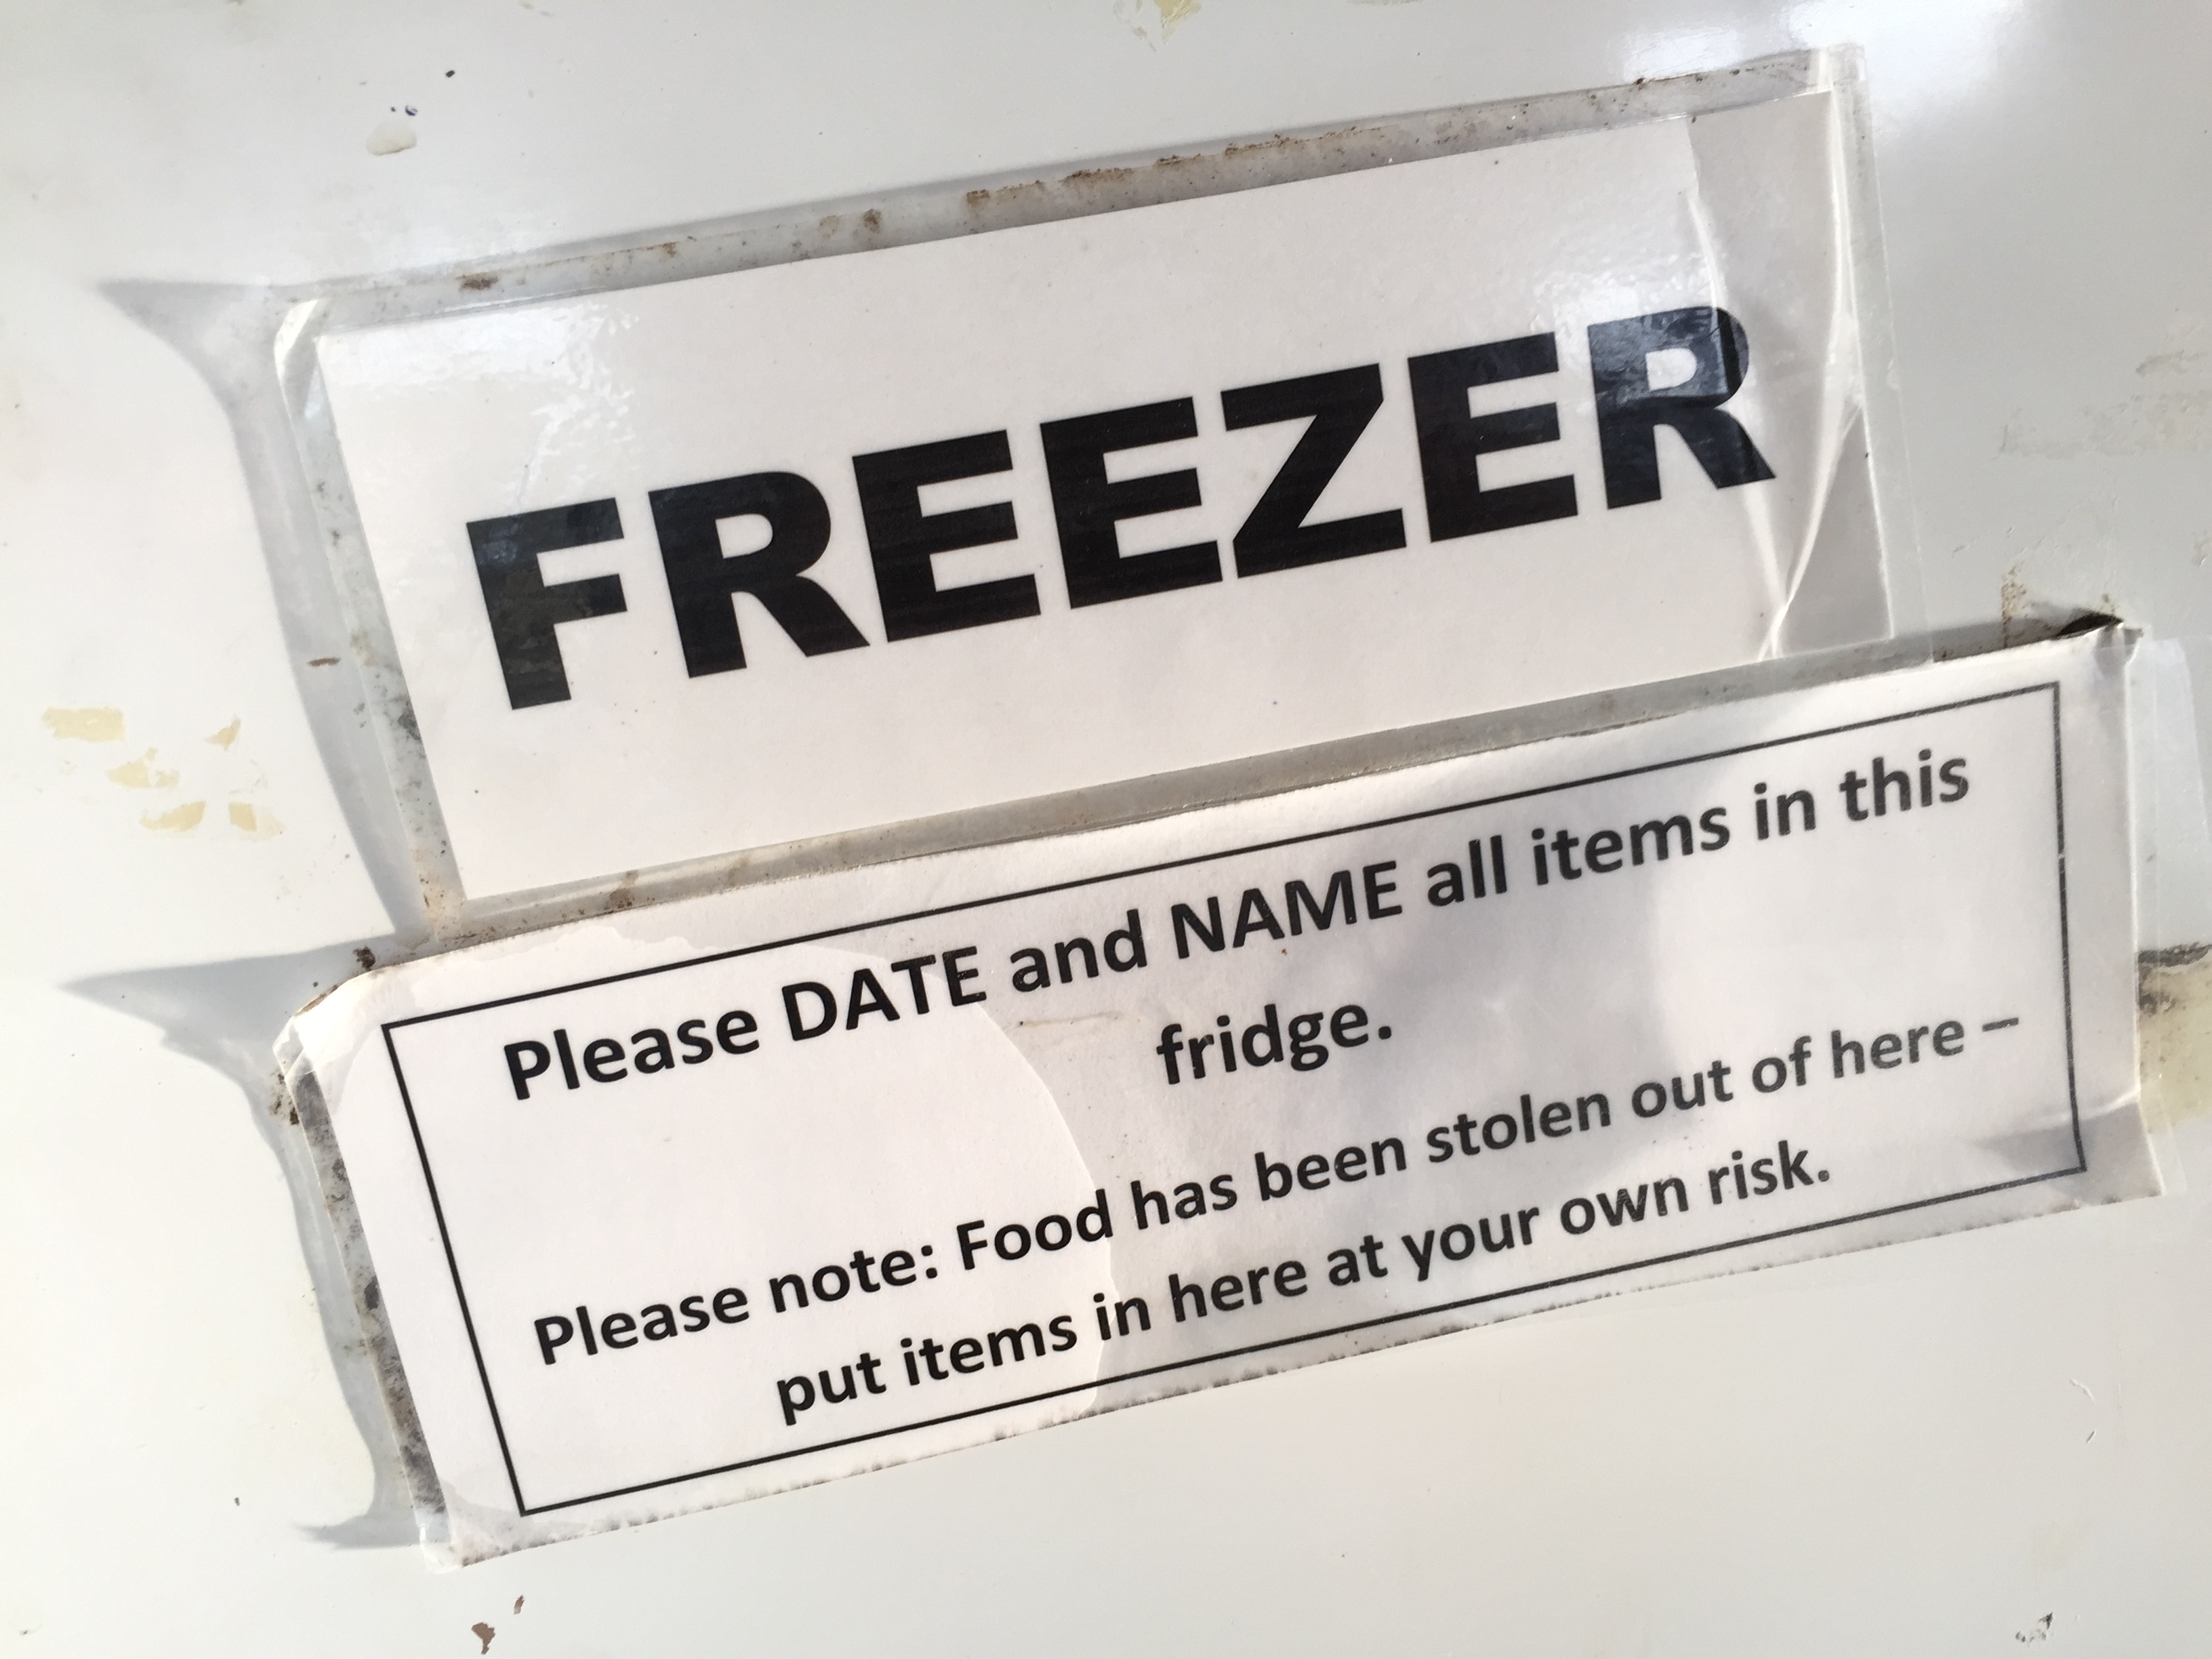 FREEZER
Please DATE and NAME all items in this
fridge.
Please note: Food has been stolen out of here –
put items in here at your own risk.